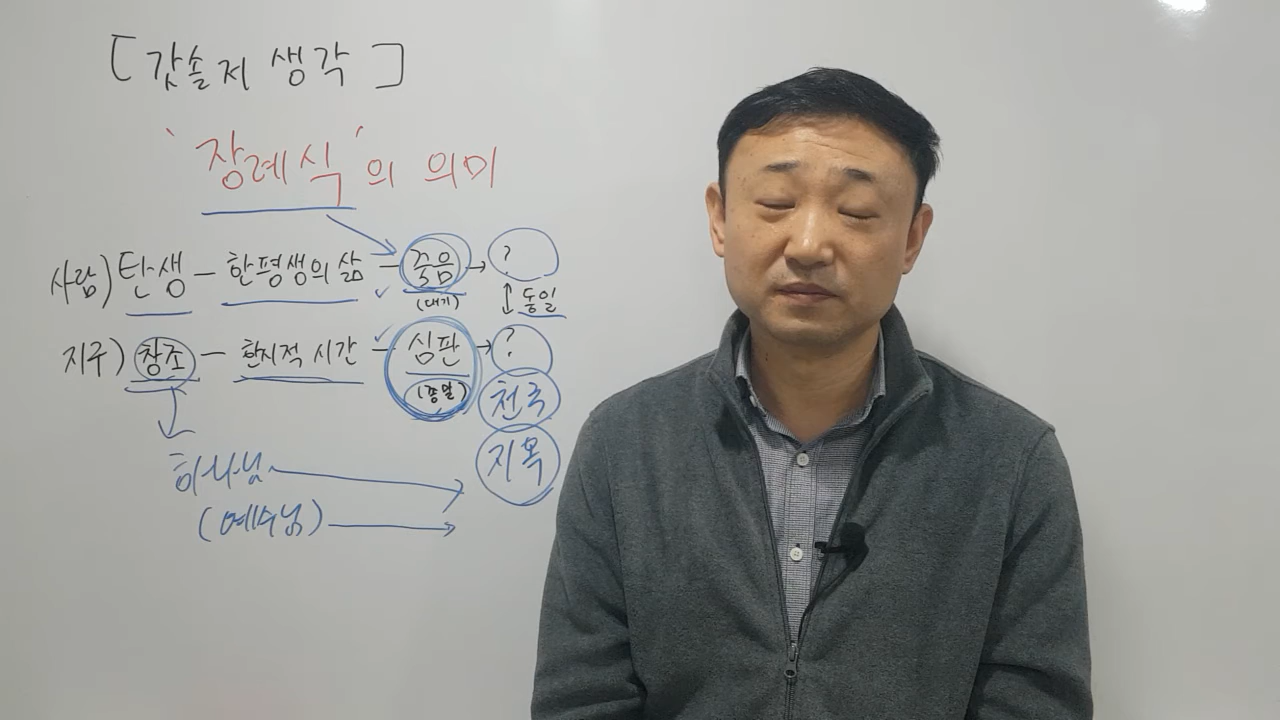 [갓솔져 생각]
'장례식'의 의미
사람) 탄생 – 한평생의 삶 – 죽음 → ?
(대기) ↕ 동일
지구) 창조 – 한시적 시간 – 심판 → ?
(종말) 천국
하나님 → 지옥
(예수님) →